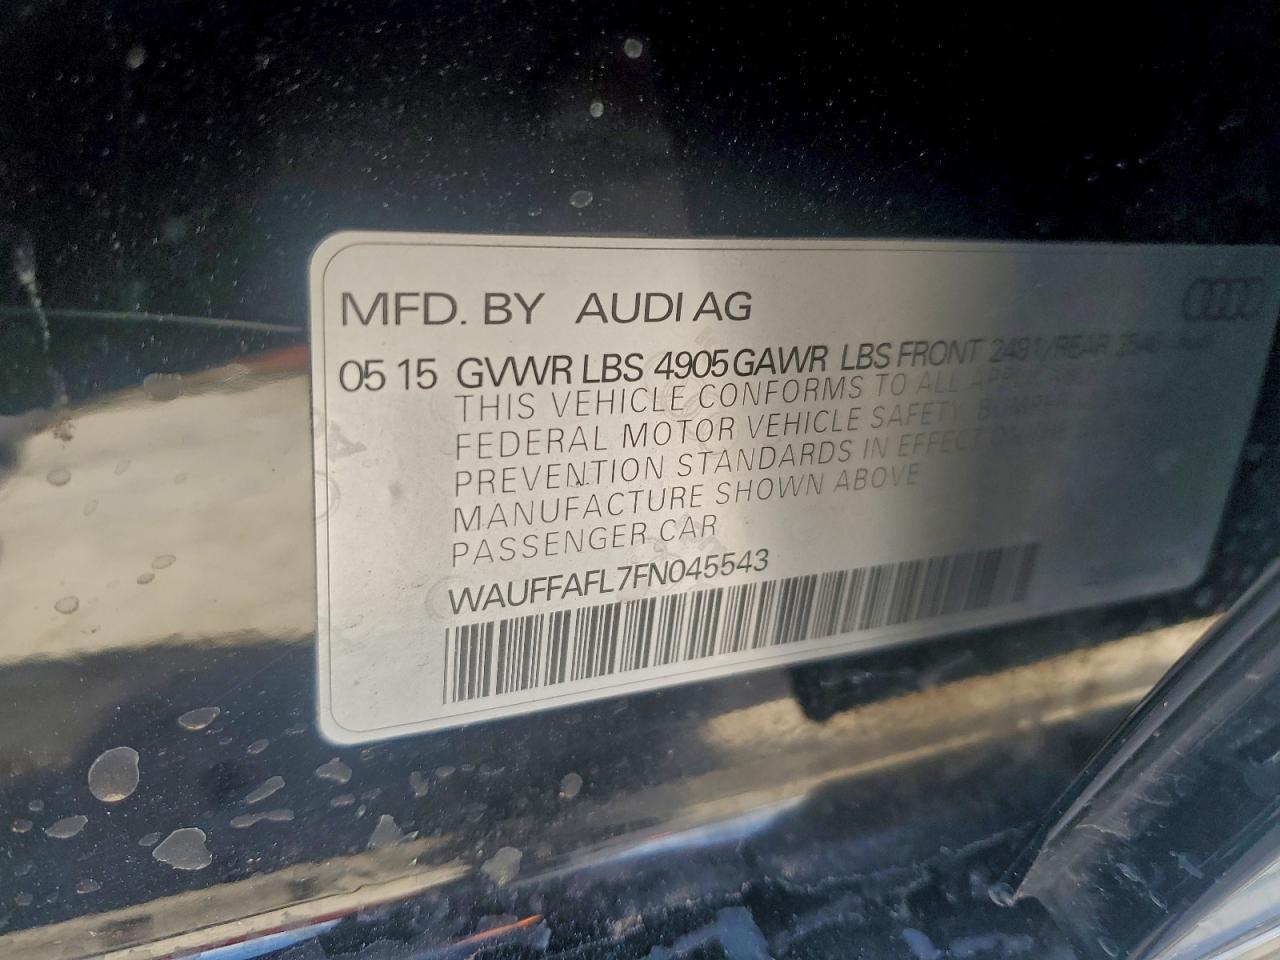 MFD. BY AUDI AG
05 15 GVWR LBS 4905 GAWR LBS FRONT 2491/REAR
THIS VEHICLE CONFORMS TO ALL
FEDERAL MOTOR VEHICLE SAFETY, BUMPER
PREVENTION STANDARDS IN EFFECT
MANUFACTURE SHOWN ABOVE
PASSENGER CAR
WAUFFAFL7FN045543